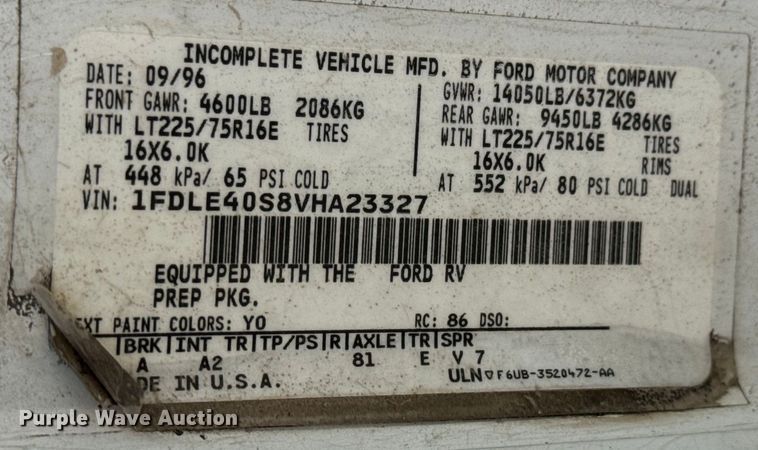 INCOMPLETE VEHICLE MFD. BY FORD MOTOR COMPANY
DATE: 09/96 GVWR: 14050LB/6372KG
FRONT GAWR: 4600LB 2086KG REAR GAWR: 9450LB 4286KG
WITH LT225/75R16E TIRES WITH LT225/75R16E TIRES
16X6.0K 16X6.0K RIMS
AT 448 kPa/ 65 PSI COLD AT 552 kPa/ 80 PSI COLD DUAL
VIN: 1FDLE40S8VHA23327
EQUIPPED WITH THE FORD RV
PREP PKG.
EXT PAINT COLORS: YO RC: 86 DSO:
BRK INT TR TP/PS R AXLE TR SPR
A A2 81 E V 7
DE IN U.S.A. ULN F6UB-3520472-AA
Purple Wave Auction